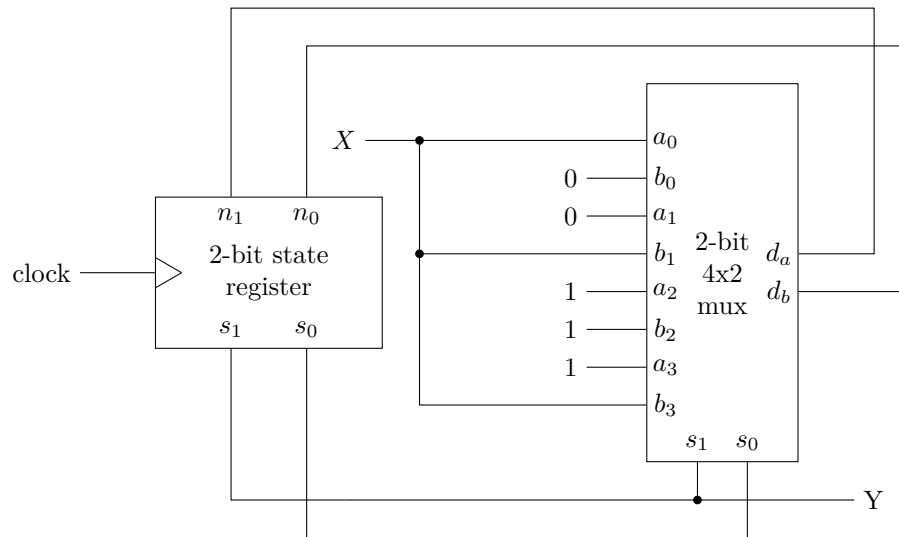 X
a₀
0 b₀
n₁ n₀
0 a₁
2-bit state
register
clock
b₁
2-bit
4x2
mux
dₐ
d_b
1 a₂
s₁ s₀
1 b₂
1 a₃
b₃
s₁ s₀
Y